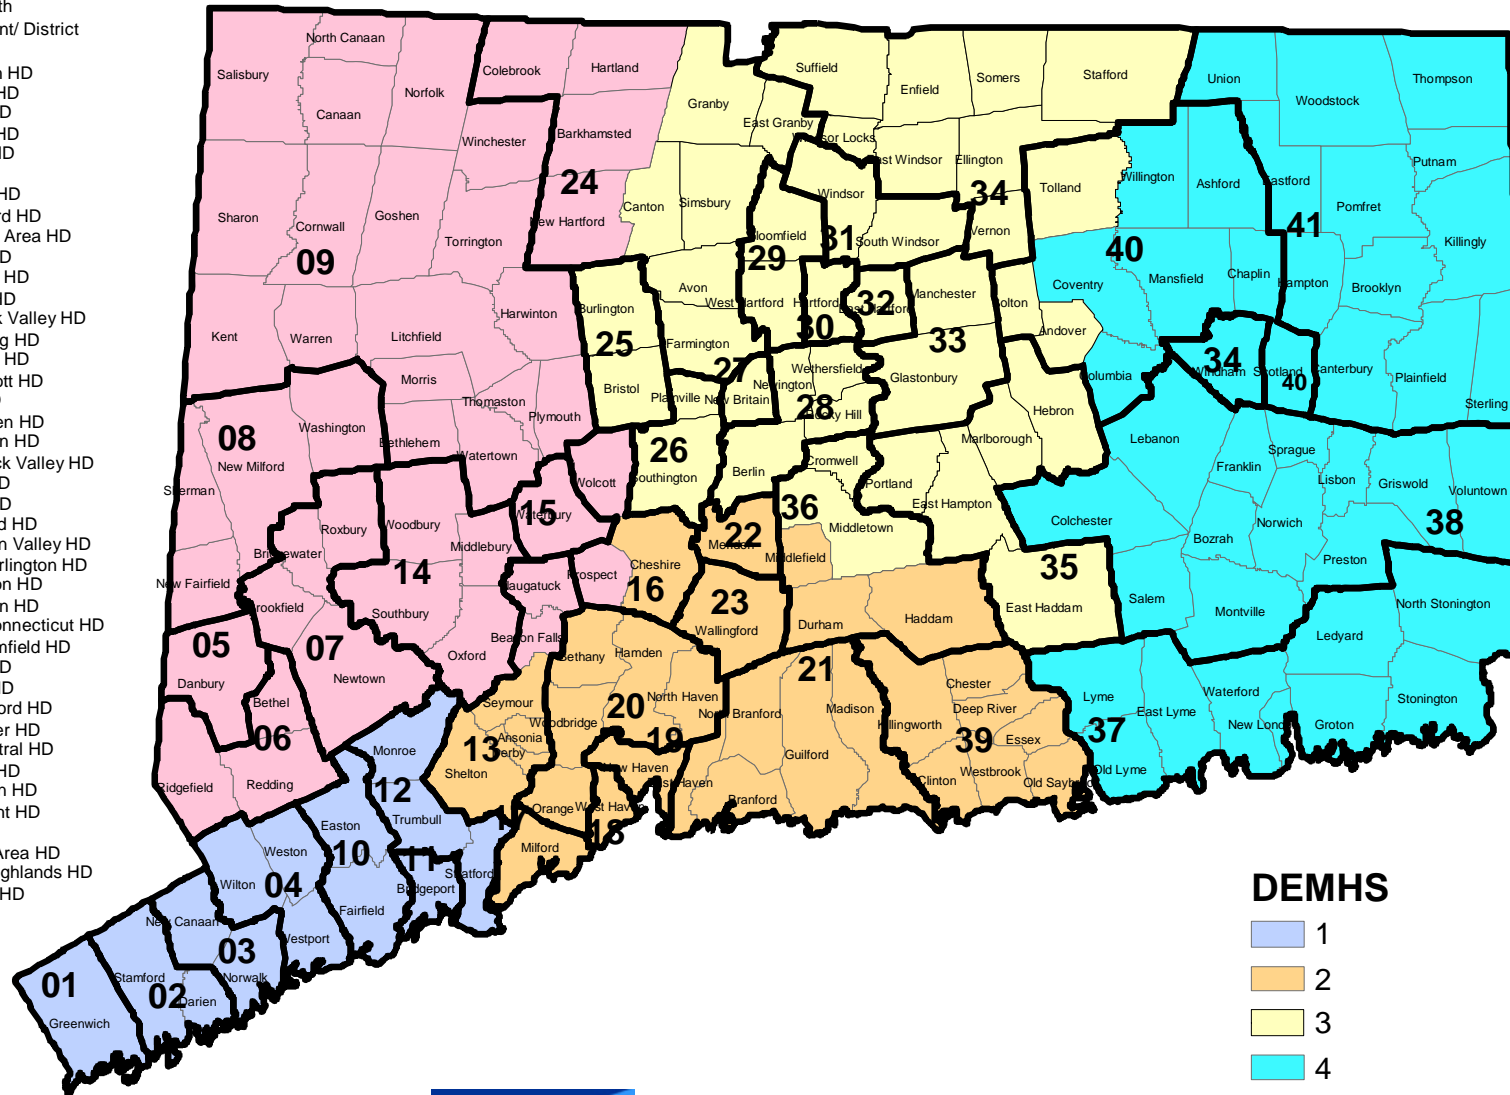 th
nt/ District
HD
HD
HD
HD
HD
rd HD
Area HD
HD
HD
k Valley HD
g HD
HD
ott HD
en HD
n HD
ck Valley HD
d HD
n Valley HD
rlington HD
on HD
n HD
onnecticut HD
mfield HD
ord HD
er HD
tral HD
HD
n HD
nt HD
Area HD
ghlands HD
HD
North Canaan
Salisbury
Norfolk
Canaan
Colebrook
Hartland
Winchester
Barkhamsted
24
New Hartford
Sharon
Cornwall
Goshen
Torrington
09
Kent
Warren
Litchfield
Harwinton
Morris
Thomaston
Plymouth
Bethlehem
Watertown
08
Washington
New Milford
Sherman
Roxbury
Woodbury
Bridgewater
Middlebury
15
Waterbury
Wolcott
New Fairfield
14
Naugatuck
Prospect
Brookfield
Southbury
Beacon Falls
05
07
Oxford
Danbury
Newtown
Bethel
06
Ridgefield
Redding
Granby
Suffield
Enfield
Somers
Stafford
East Granby
Windsor Locks
East Windsor
Ellington
Canton
Simsbury
Windsor
34
Tolland
Bloomfield
31
South Windsor
Vernon
29
Avon
West Hartford
Hartford
32
East Hartford
Manchester
Bolton
Burlington
25
30
33
Andover
Farmington
27
Wethersfield
Glastonbury
Bristol
Plainville
New Britain
Newington
28
Rocky Hill
Hebron
26
Southington
Berlin
Cromwell
Marlborough
Portland
East Hampton
36
Middletown
35
East Haddam
Union
Woodstock
Thompson
Putnam
Willington
Ashford
Eastford
Pomfret
41
Killingly
40
Coventry
Mansfield
Chaplin
Hampton
Brooklyn
34
Windham
Scotland
40
Canterbury
Plainfield
Columbia
Sterling
Lebanon
Sprague
Franklin
Lisbon
Griswold
Voluntown
Colchester
Norwich
38
Bozrah
Preston
Salem
Montville
North Stonington
Ledyard
Lyme
East Lyme
Waterford
Stonington
37
New Lond
Groton
Old Lyme
22
Meriden
Middlefield
Cheshire
16
23
Wallingford
Durham
Haddam
Bethany
Hamden
21
Chester
Seymour
North Haven
North Branford
Madison
Killingworth
Deep River
Woodbridge
20
Ansonia
Derby
13
19
Guilford
39
Essex
Shelton
New Haven
East Haven
Clinton
Westbrook
Old Saybrook
Orange
West Haven
Branford
18
Milford
Monroe
12
Trumbull
Easton
10
11
Stratford
Weston
Bridgeport
Wilton
04
Fairfield
New Canaan
Westport
03
Norwalk
Stamford
01
02
Darien
Greenwich
DEMHS
1
2
3
4